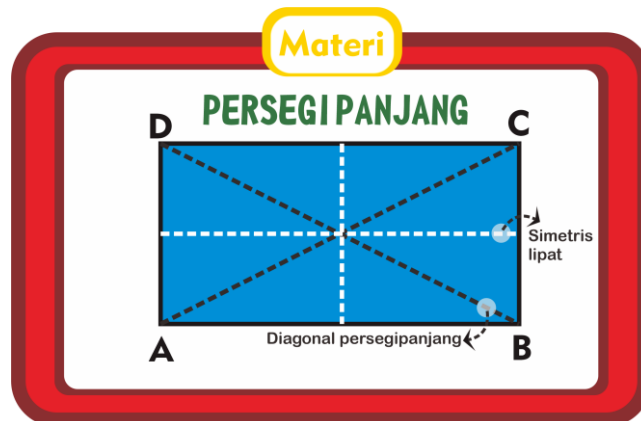 Materi
PERSEGI PANJANG
D
C
Simetris
lipat
Diagonal persegipanjang
A
B